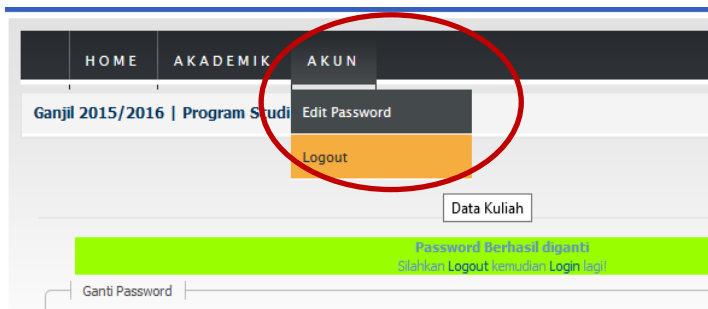 HOME AKADEMIK AKUN
Ganjil 2015/2016 | Program Studi Edit Password
Logout
Data Kuliah
Password Berhasil diganti
Silahkan Logout kemudian Login lagi!
Ganti Password